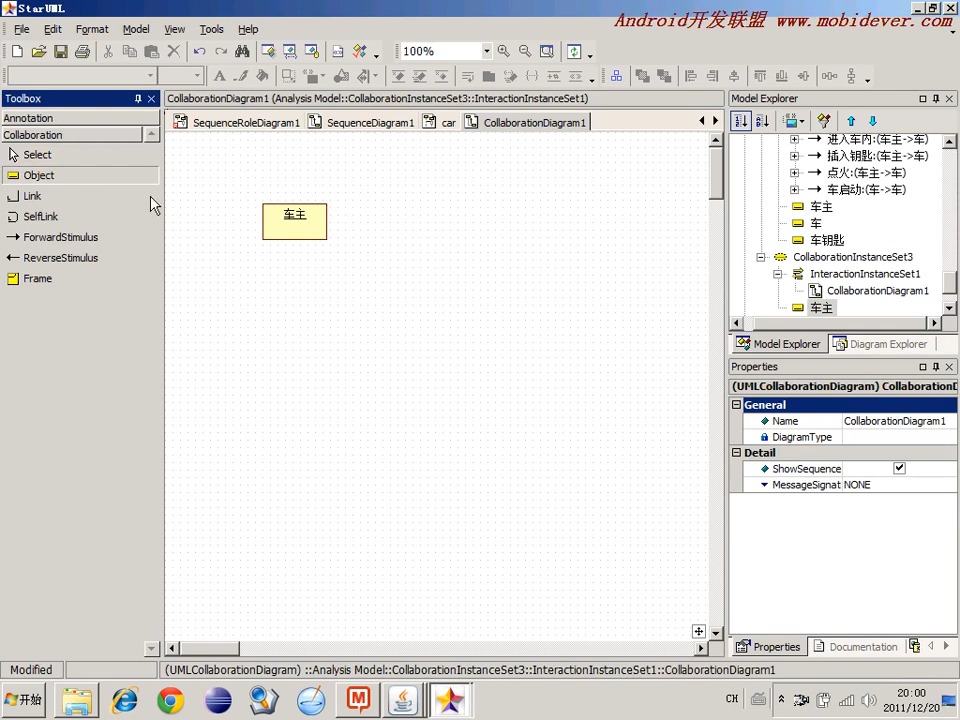 StarUML
Android开发联盟 www.mobidever.com
File Edit Format Model Tools View Help
100%
Toolbox
CollaborationDiagram1 (Analysis Model::CollaborationInstanceSet3::InteractionInstanceSet1)
Model Explorer
Annotation
Collaboration
SequenceRoleDiagram1 SequenceDiagram1 car CollaborationDiagram1
Select
Object
Link
SelfLink
ForwardStimulus
ReverseStimulus
Frame
车主
进入车内:(车主->车)
插入钥匙:(车主->车)
点火:(车主->车)
车启动:(车->车)
车主
车
车钥匙
CollaborationInstanceSet3
InteractionInstanceSet1
CollaborationDiagram1
车主
Model Explorer Diagram Explorer
Properties
(UMLCollaborationDiagram) CollaborationD
General
Name CollaborationDiagram1
DiagramType
Detail
ShowSequence
MessageSignat NONE
Properties Documentation
Modified
(UMLCollaborationDiagram) ::Analysis Model::CollaborationInstanceSet3::InteractionInstanceSet1::CollaborationDiagram1
开始
CH
20:00
2011/12/20